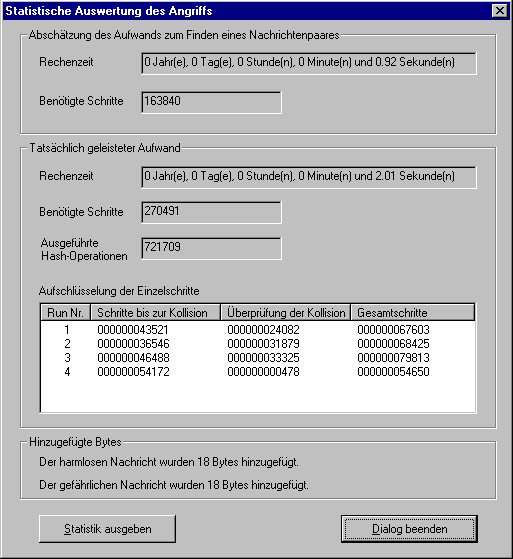 Statistische Auswertung des Angriffs
Abschätzung des Aufwands zum Finden eines Nachrichtenpaares
Rechenzeit 0 Jahr(e), 0 Tag(e), 0 Stunde(n), 0 Minute(n) und 0.92 Sekunde(n)
Benötigte Schritte 163840
Tatsächlich geleisteter Aufwand
Rechenzeit 0 Jahr(e), 0 Tag(e), 0 Stunde(n), 0 Minute(n) und 2.01 Sekunde(n)
Benötigte Schritte 270491
Ausgeführte
Hash-Operationen 721709
Aufschlüsselung der Einzelschritte
Run Nr. Schritte bis zur Kollision Überprüfung der Kollision Gesamtschritte
1 000000043521 000000024082 000000067603
2 000000036546 000000031879 000000068425
3 000000046488 000000033325 000000079813
4 000000054172 000000000478 000000054650
Hinzugefügte Bytes
Der harmlosen Nachricht wurden 18 Bytes hinzugefügt.
Der gefährlichen Nachricht wurden 18 Bytes hinzugefügt.
Statistik ausgeben Dialog beenden